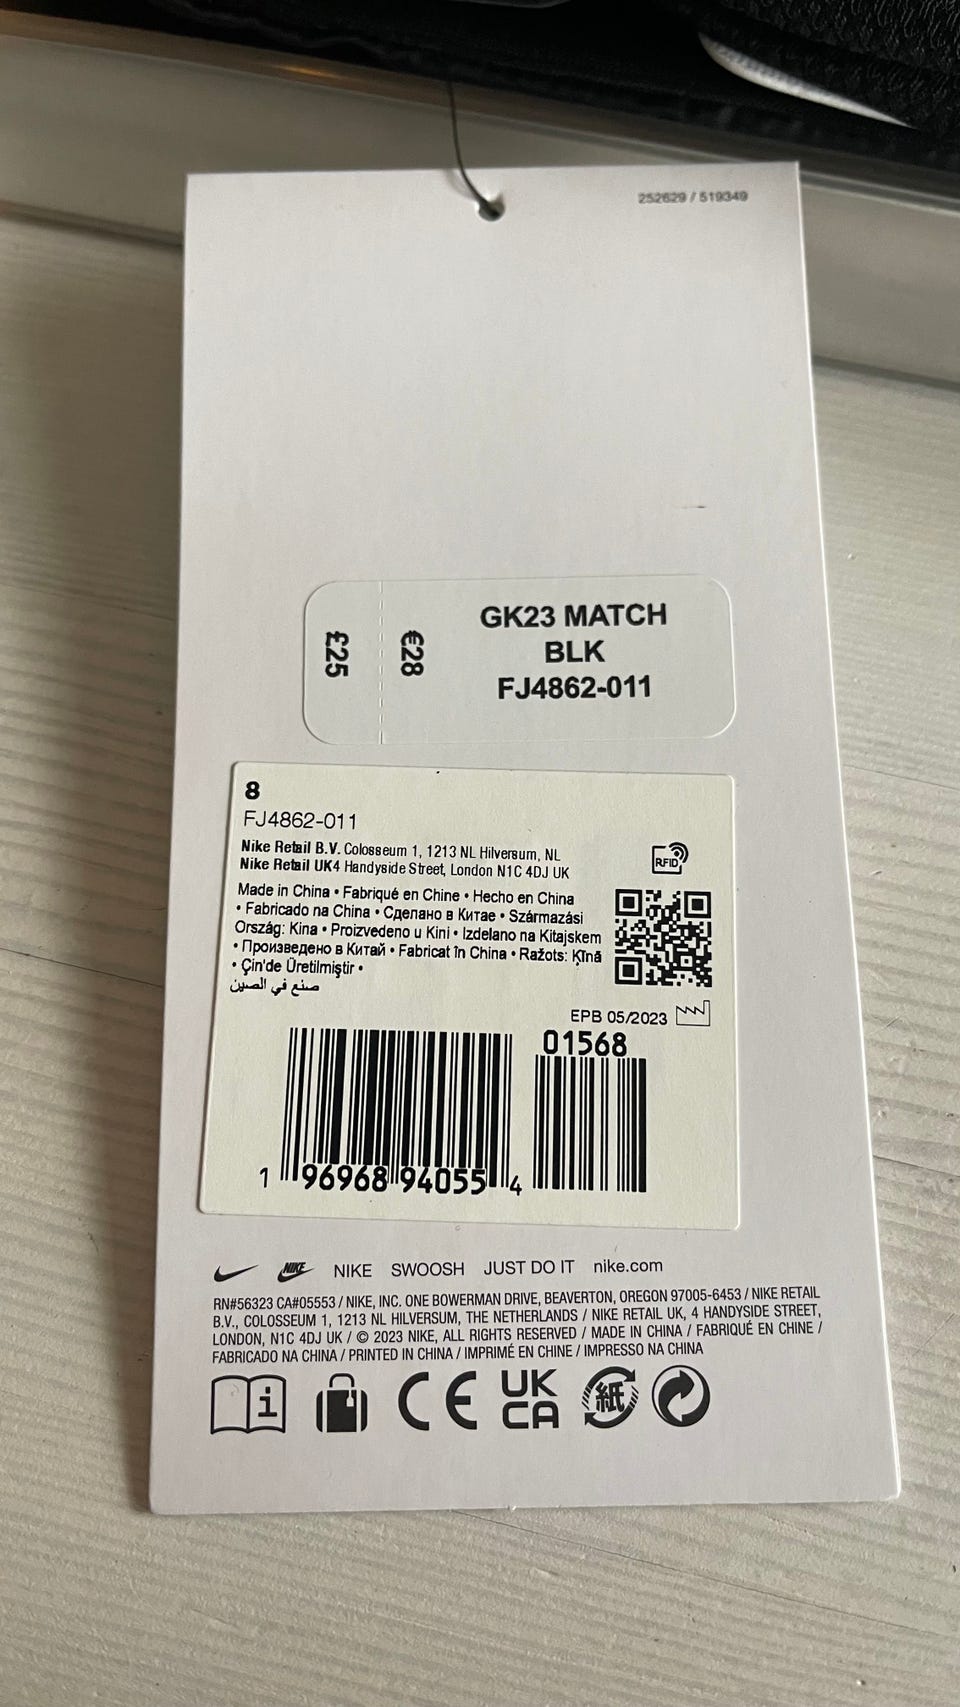 252629 / 519349
£25
€28
GK23 MATCH
BLK
FJ4862-011
8
FJ4862-011
Nike Retail B.V. Colosseum 1, 1213 NL Hilversum, NL
Nike Retail UK4 Handyside Street, London N1C 4DJ UK
RFID
Made in China • Fabriqué en Chine • Hecho en China
• Fabricado na China • Сделано в Китае • Származási
Ország: Kina • Proizvedeno u Kini • Izdelano na Kitajskem
• Произведено в Китай • Fabricat în China • Ražots: Ķīnā
• Çin'de Üretilmiştir •
صنع في الصين
EPB 05/2023
01568
1 96968 94055 4
NIKE NIKE SWOOSH JUST DO IT nike.com
RN#56323 CA#05553 / NIKE, INC. ONE BOWERMAN DRIVE, BEAVERTON, OREGON 97005-6453 / NIKE RETAIL
B.V., COLOSSEUM 1, 1213 NL HILVERSUM, THE NETHERLANDS / NIKE RETAIL UK, 4 HANDYSIDE STREET,
LONDON, N1C 4DJ UK / © 2023 NIKE, ALL RIGHTS RESERVED / MADE IN CHINA / FABRIQUÉ EN CHINE /
FABRICADO NA CHINA / PRINTED IN CHINA / IMPRIMÉ EN CHINE / IMPRESSO NA CHINA
i CE UK CA 紙